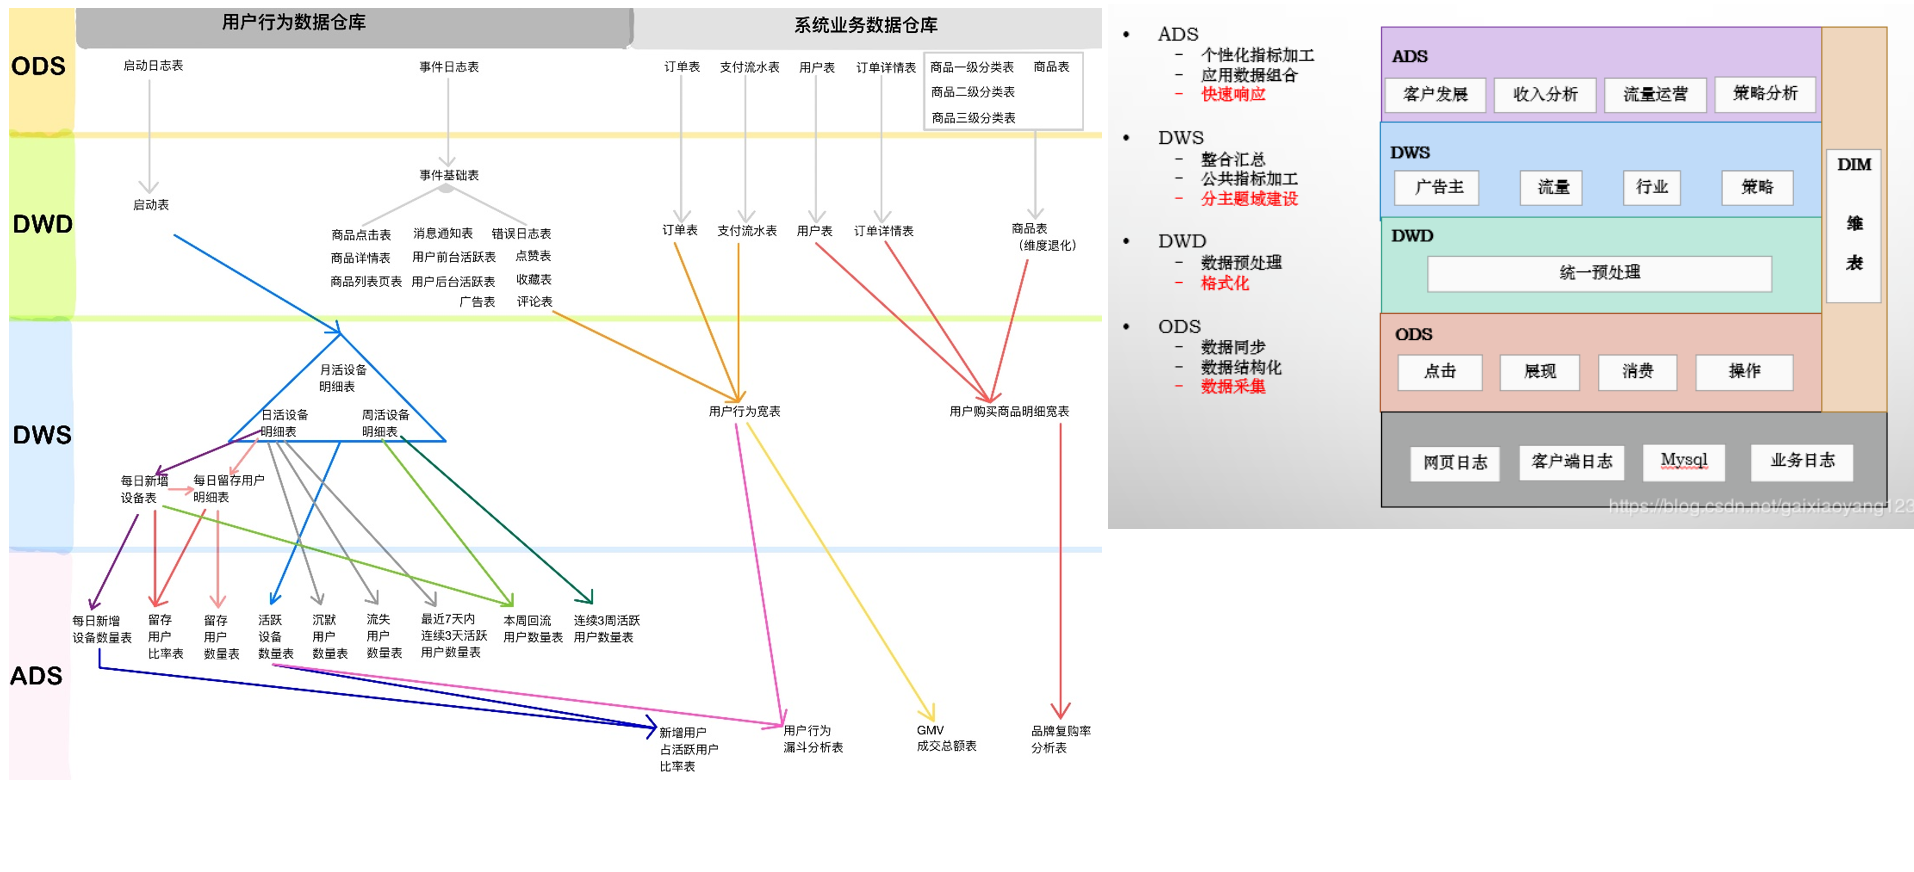 用户行为数据仓库
系统业务数据仓库
ODS
启动日志表
事件日志表
订单表
支付流水表
用户表
订单详情表
商品一级分类表
商品表
商品二级分类表
商品三级分类表
DWD
启动表
事件基础表
商品点击表
消息通知表
错误日志表
商品详情表
用户前台活跃表
点赞表
商品列表页表
用户后台活跃表
收藏表
广告表
评论表
订单表
支付流水表
用户表
订单详情表
商品表
（维度退化）
DWS
月活设备
明细表
日活设备
明细表
周活设备
明细表
每日新增
设备表
每日留存用户
明细表
用户行为宽表
用户购买商品明细宽表
ADS
每日新增
设备数量表
留存
用户
比率表
留存
用户
数量表
活跃
设备
数量表
沉默
用户
数量表
流失
用户
数量表
最近7天内
连续3天活跃
用户数量表
本周回流
用户数量表
连续3周活跃
用户数量表
新增用户
占活跃用户
比率表
用户行为
漏斗分析表
GMV
成交总额表
品牌复购率
分析表
• ADS
– 个性化指标加工
– 应用数据组合
– 快速响应
• DWS
– 整合汇总
– 公共指标加工
– 分主题域建设
• DWD
– 数据预处理
– 格式化
• ODS
– 数据同步
– 数据结构化
– 数据采集
ADS
客户发展
收入分析
流量运营
策略分析
DWS
广告主
流量
行业
策略
DWD
统一预处理
ODS
点击
展现
消费
操作
DIM
维
表
网页日志
客户端日志
Mysql
业务日志
https://blog.csdn.net/gaixiaoyang123